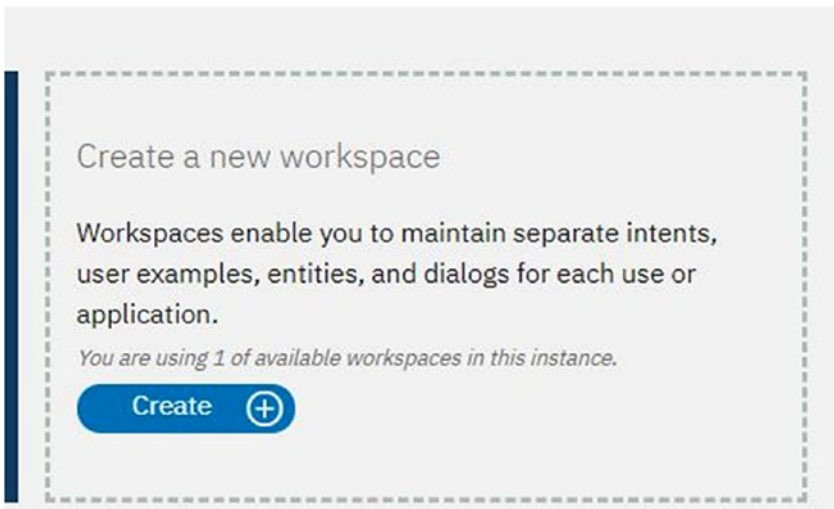 Create a new workspace
Workspaces enable you to maintain separate intents,
user examples, entities, and dialogs for each use or
application.
You are using 1 of available workspaces in this instance.
Create